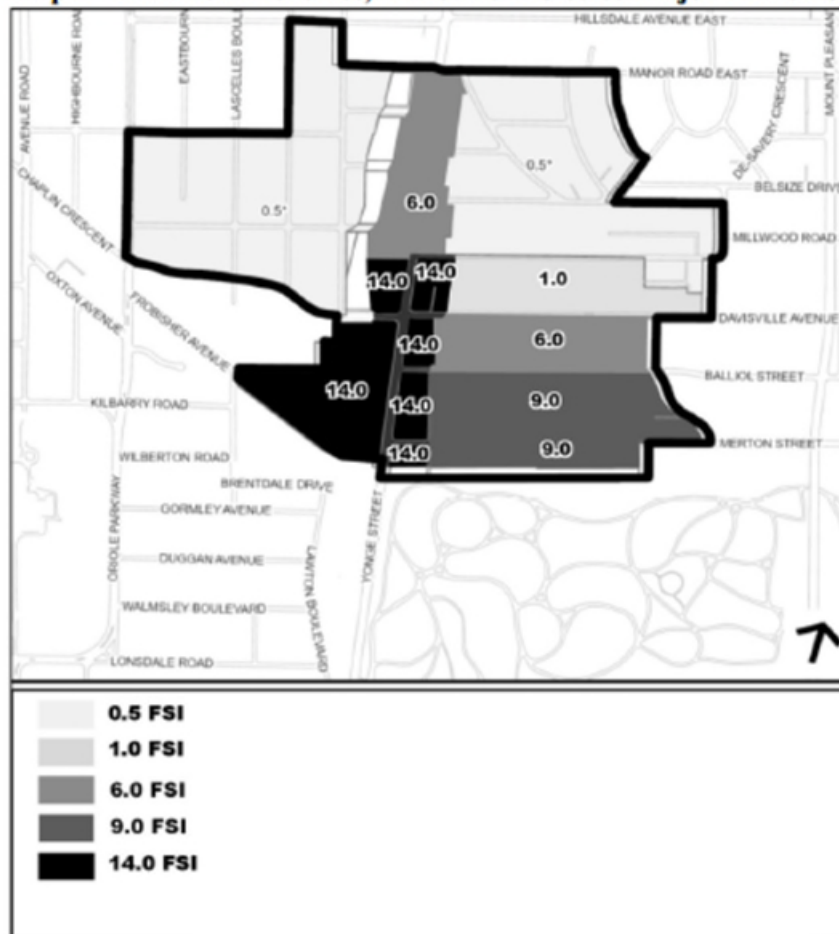 HILLSDALE AVENUE EAST
MANOR ROAD EAST
MOUNT PLEASANT
DE-SAVERY CRESCENT
BELSIZE DRIVE
MILLWOOD ROAD
DAVISVILLE AVENUE
BALLIOL STREET
MERTON STREET
AVENUE ROAD
HIGHBOURNE ROAD
EASTBOURN
LASCELLES BOUL
CHAPLIN CRESCENT
OXTON AVENUE
FROBISHER AVENUE
KILBARRY ROAD
WILBERTON ROAD
BRENTDALE DRIVE
GORMLEY AVENUE
ORIOLE PARKWAY
DUGGAN AVENUE
LAWTON BOULEVARD
YONGE STREET
WALMSLEY BOULEVARD
LONSDALE ROAD
0.5*
0.5*
6.0
14.0
14.0
1.0
14.0
6.0
14.0
14.0
9.0
14.0
9.0
0.5 FSI
1.0 FSI
6.0 FSI
9.0 FSI
14.0 FSI